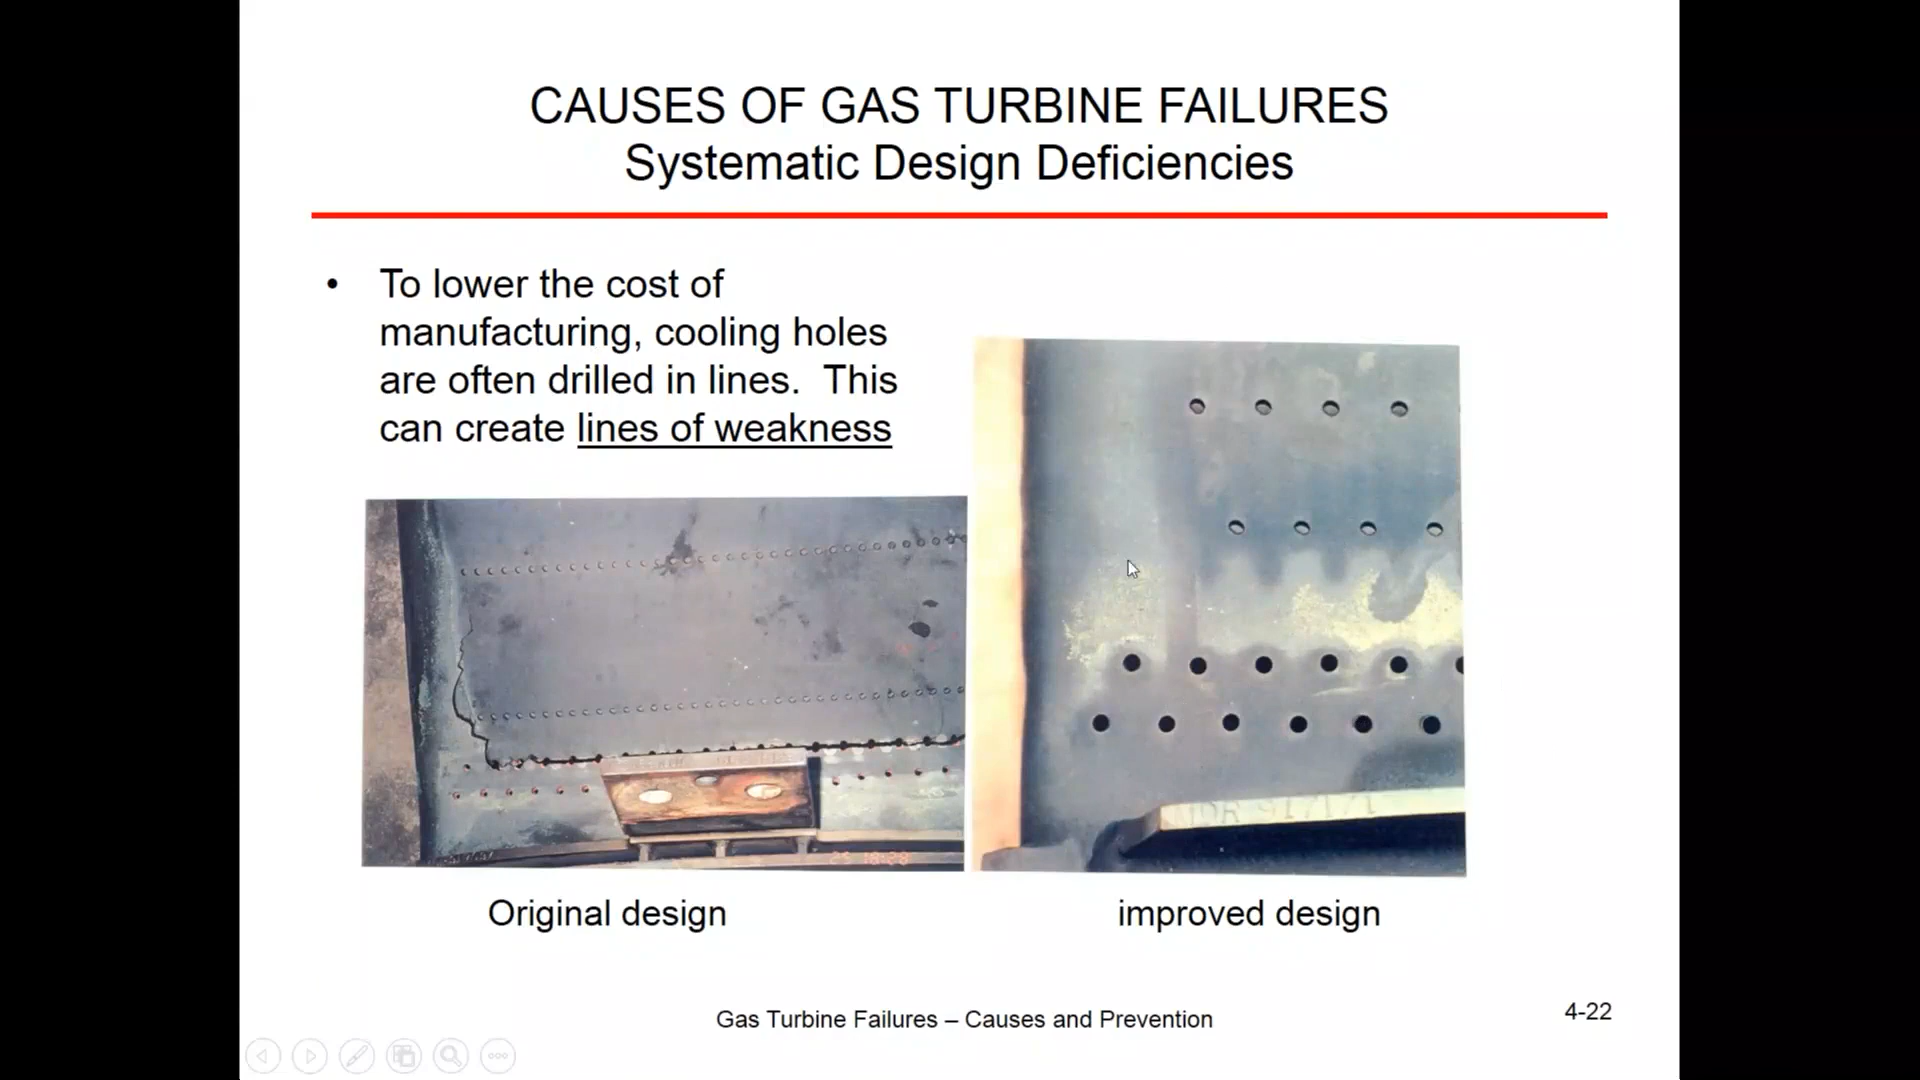 CAUSES OF GAS TURBINE FAILURES
Systematic Design Deficiencies
• To lower the cost of
manufacturing, cooling holes
are often drilled in lines. This
can create lines of weakness
Original design
improved design
Gas Turbine Failures – Causes and Prevention
4-22